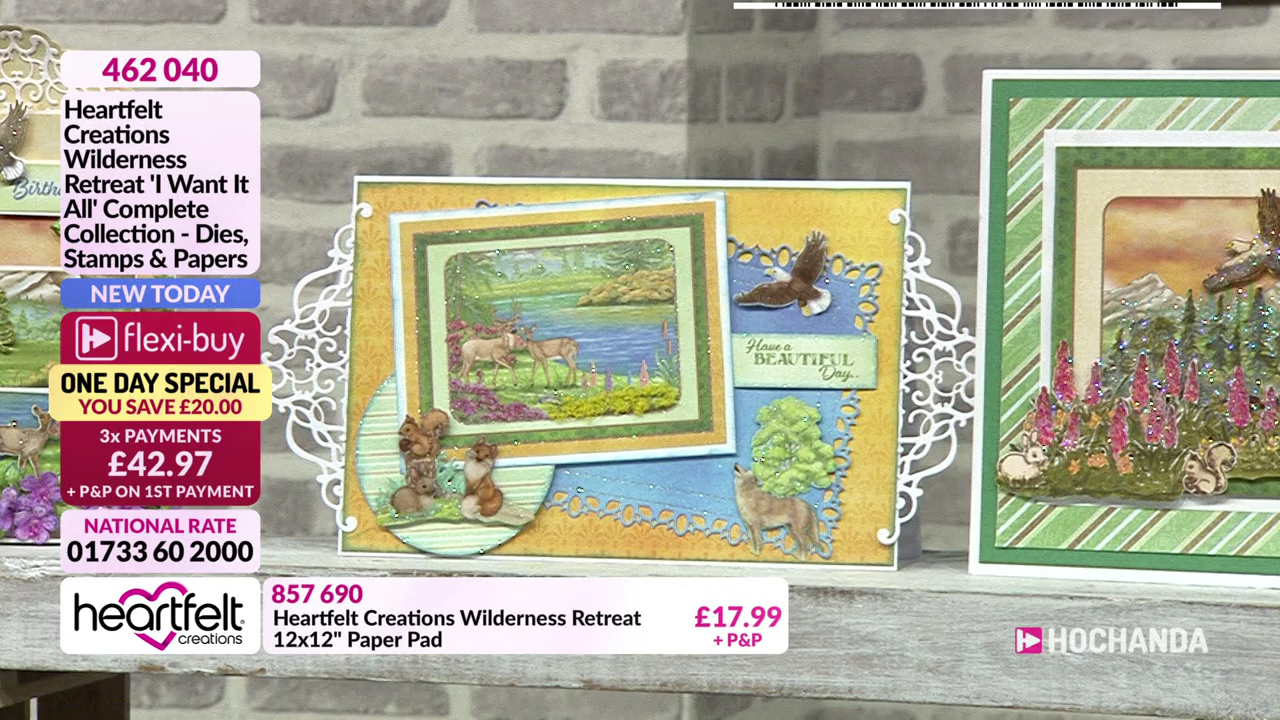 462 040
Heartfelt
Creations
Wilderness
Retreat 'I Want It
All' Complete
Collection - Dies,
Stamps & Papers
NEW TODAY
flexi-buy
ONE DAY SPECIAL
YOU SAVE £20.00
3x PAYMENTS
£42.97
+ P&P ON 1ST PAYMENT
NATIONAL RATE
01733 60 2000
heartfelt
creations
857 690
Heartfelt Creations Wilderness Retreat
12x12" Paper Pad
£17.99
+ P&P
Have a
BEAUTIFUL
Day..
HOCHANDA